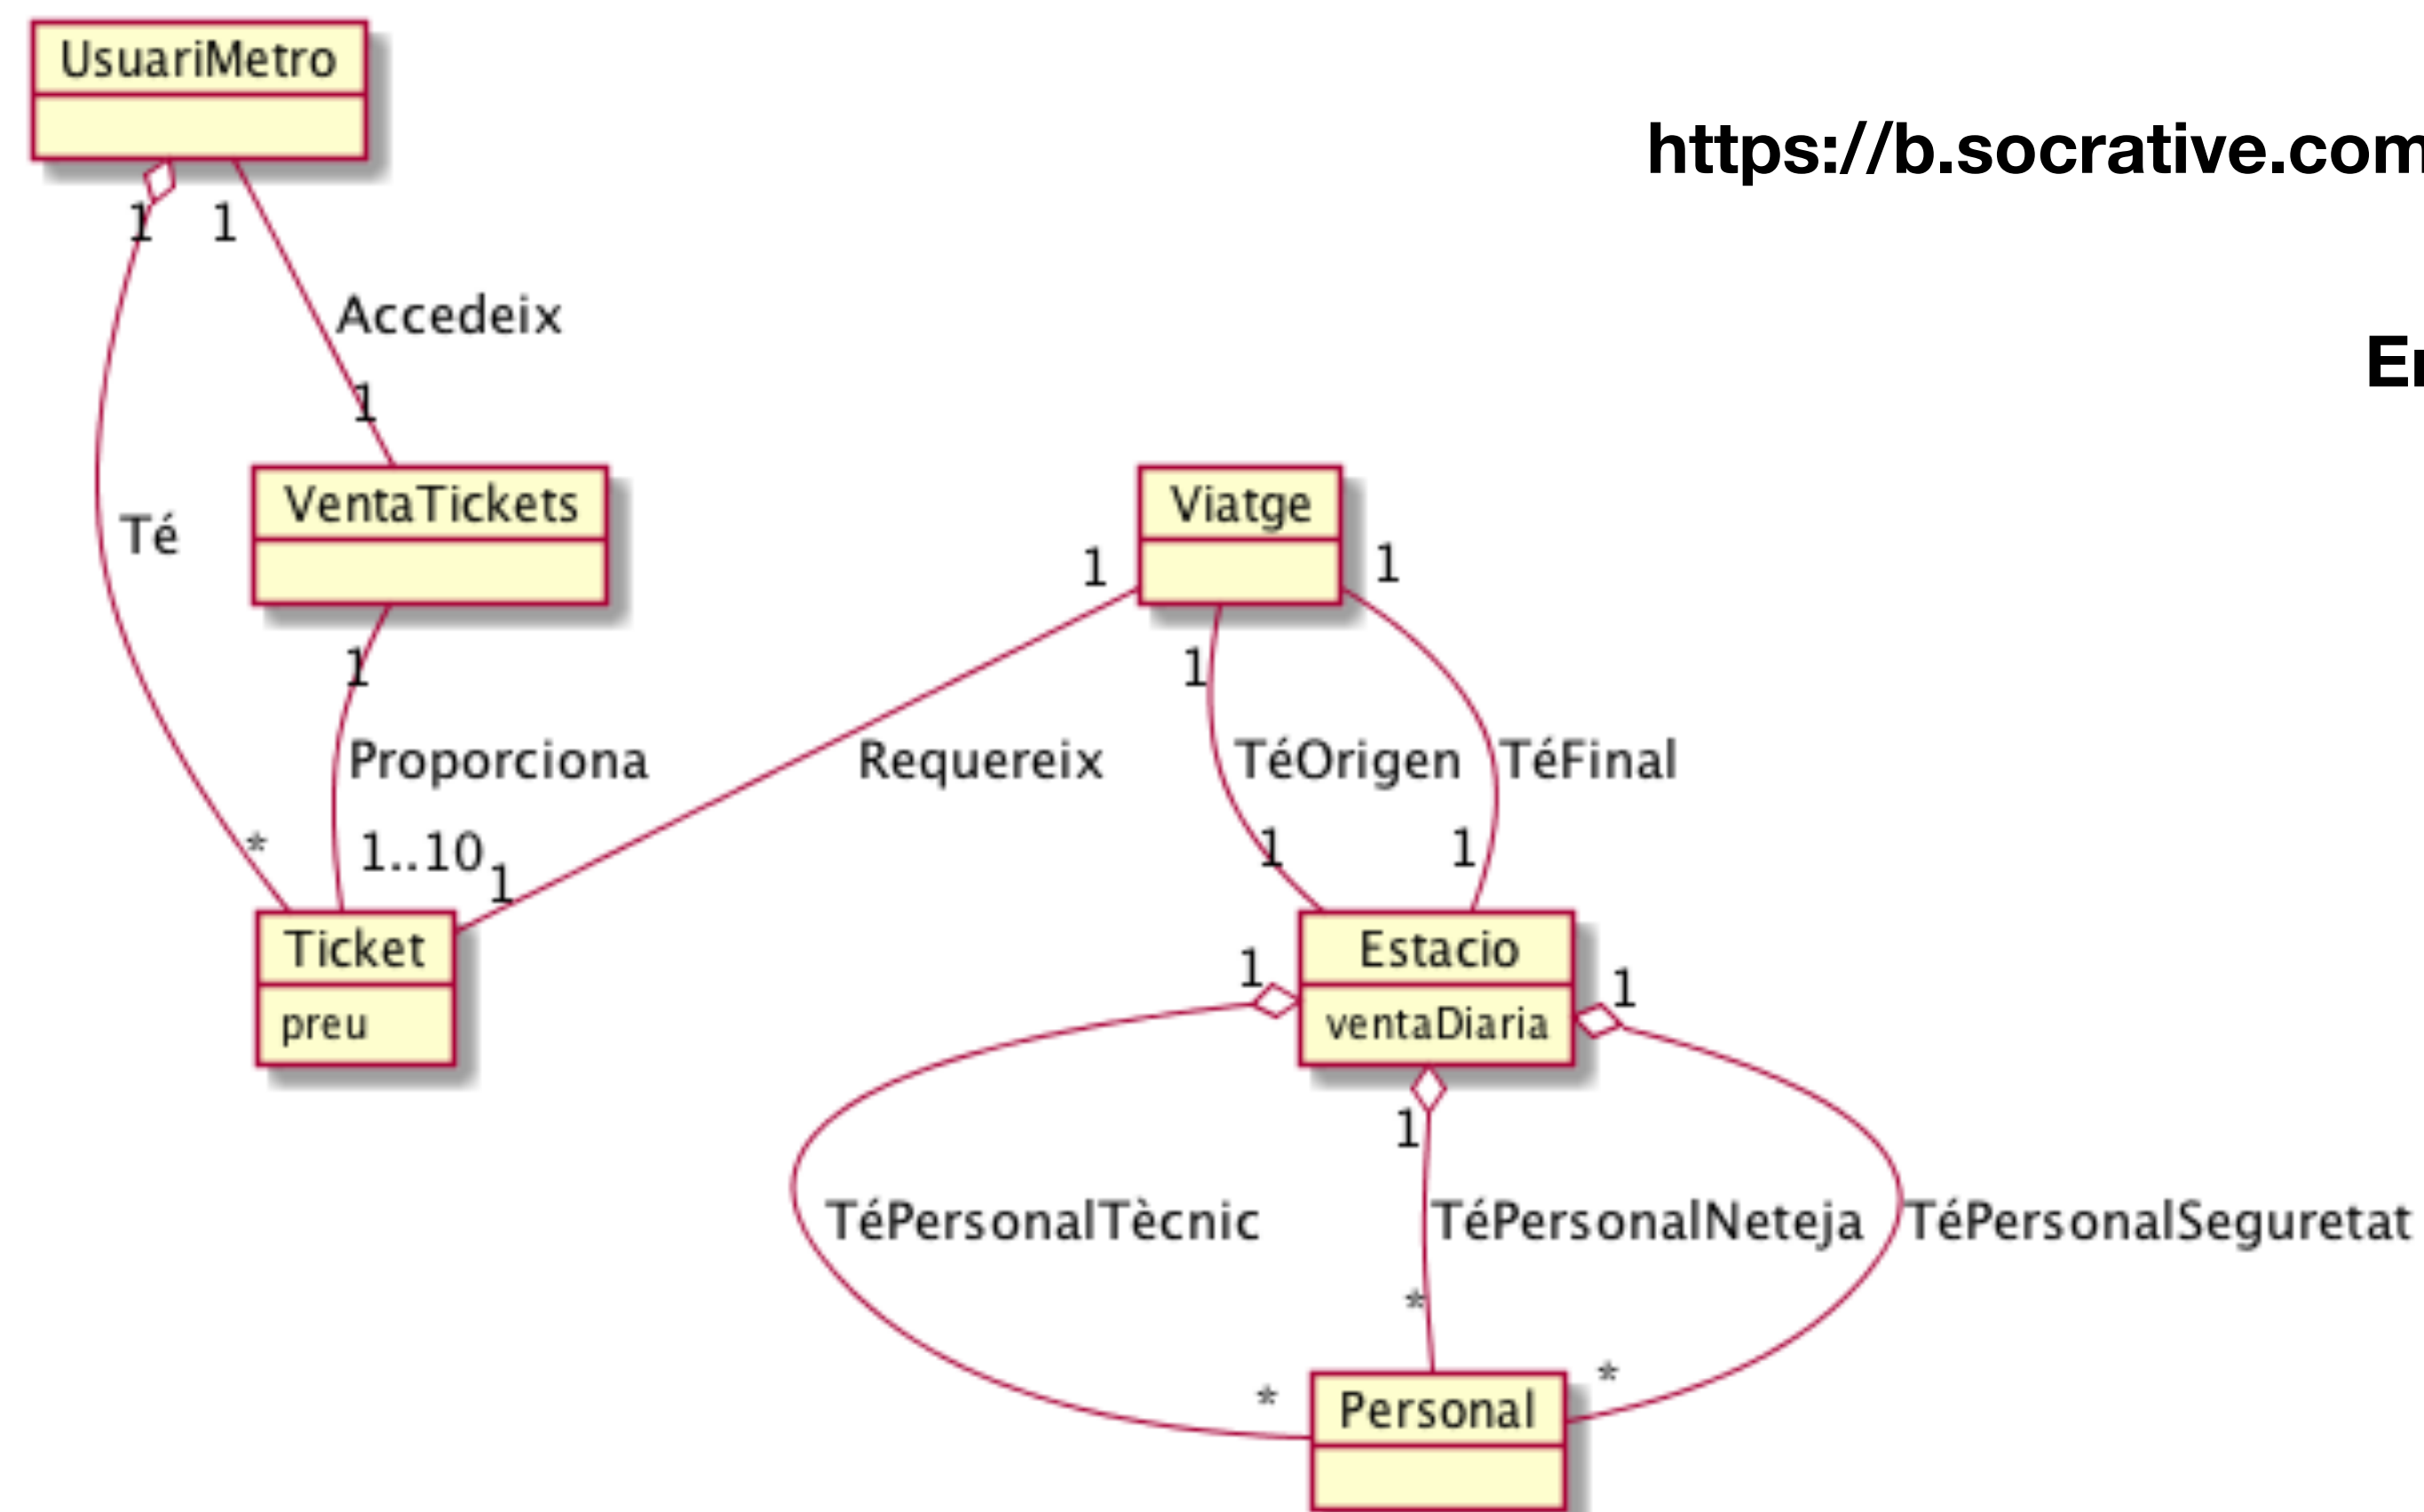 UsuariMetro
https://b.socrative.com
1
1
Accedeix
1
En
VentaTickets
Viatge
Té
1
1
1
1
Proporciona
Requereix
TéOrigen
TéFinal
*
1..10
1
1
1
Ticket
preu
Estacio
ventaDiaria
1
1
1
TéPersonalTècnic
TéPersonalNeteja
TéPersonalSeguretat
*
*
*
Personal